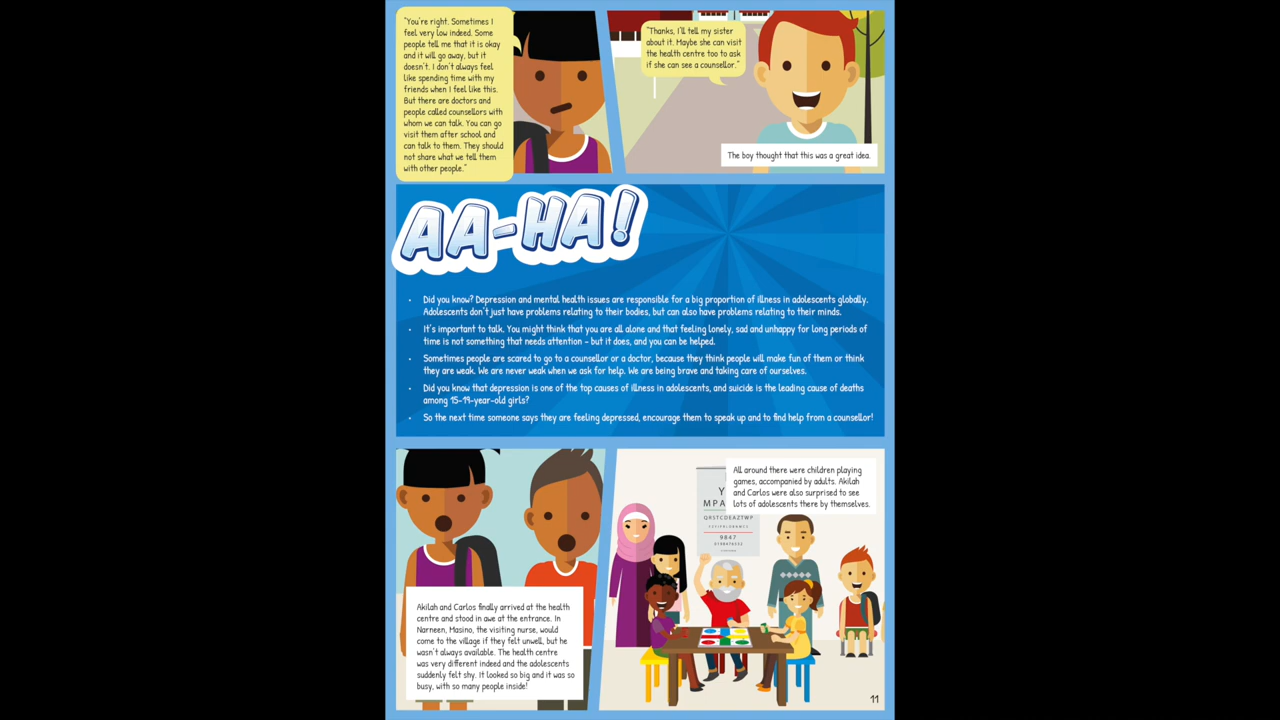 "You're right. Sometimes I
feel very low indeed. Some
people tell me that it is okay
and it will go away, but it
doesn't. I don't always feel
like spending time with my
friends when I feel like this.
But there are doctors and
people called counsellors with
whom we can talk. You can go
visit them after school and
can talk to them. They should
not share what we tell them
with other people."
"Thanks, I'll tell my sister
about it. Maybe she can visit
the health centre too to ask
if she can see a counsellor."
The boy thought that this was a great idea.
AA-HA!
• Did you know? Depression and mental health issues are responsible for a big proportion of illness in adolescents globally.
Adolescents don't just have problems relating to their bodies, but can also have problems relating to their minds.
• It's important to talk. You might think that you are all alone and that feeling lonely, sad and unhappy for long periods of
time is not something that needs attention – but it does, and you can be helped.
• Sometimes people are scared to go to a counsellor or a doctor, because they think people will make fun of them or think
they are weak. We are never weak when we ask for help. We are being brave and taking care of ourselves.
• Did you know that depression is one of the top causes of illness in adolescents, and suicide is the leading cause of deaths
among 15-19-year-old girls?
• So the next time someone says they are feeling depressed, encourage them to speak up and to find help from a counsellor!
Akilah and Carlos finally arrived at the health
centre and stood in awe at the entrance. In
Narneen, Masino, the visiting nurse, would
come to the village if they felt unwell, but he
wasn't always available. The health centre
was very different indeed and the adolescents
suddenly felt shy. It looked so big and it was so
busy, with so many people inside!
All around there were children playing
games, accompanied by adults. Akilah
and Carlos were also surprised to see
lots of adolescents there by themselves.
Y
MPA
QKSTCDEAZTWP
9847
11